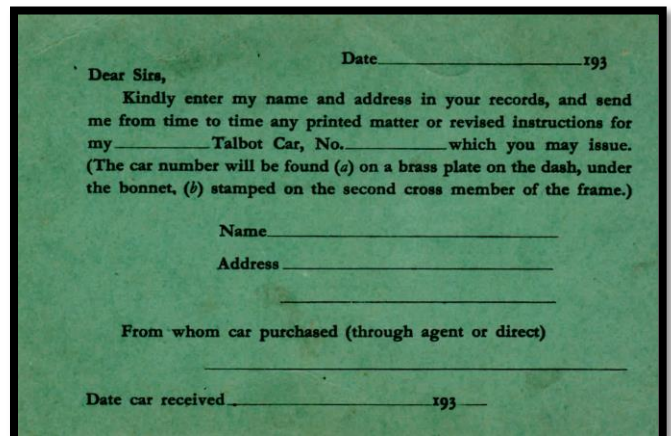 Date 193
Dear Sirs,
Kindly enter my name and address in your records, and send
me from time to time any printed matter or revised instructions for
my Talbot Car, No. which you may issue.
(The car number will be found (a) on a brass plate on the dash, under
the bonnet, (b) stamped on the second cross member of the frame.)
Name
Address
From whom car purchased (through agent or direct)
Date car received 193